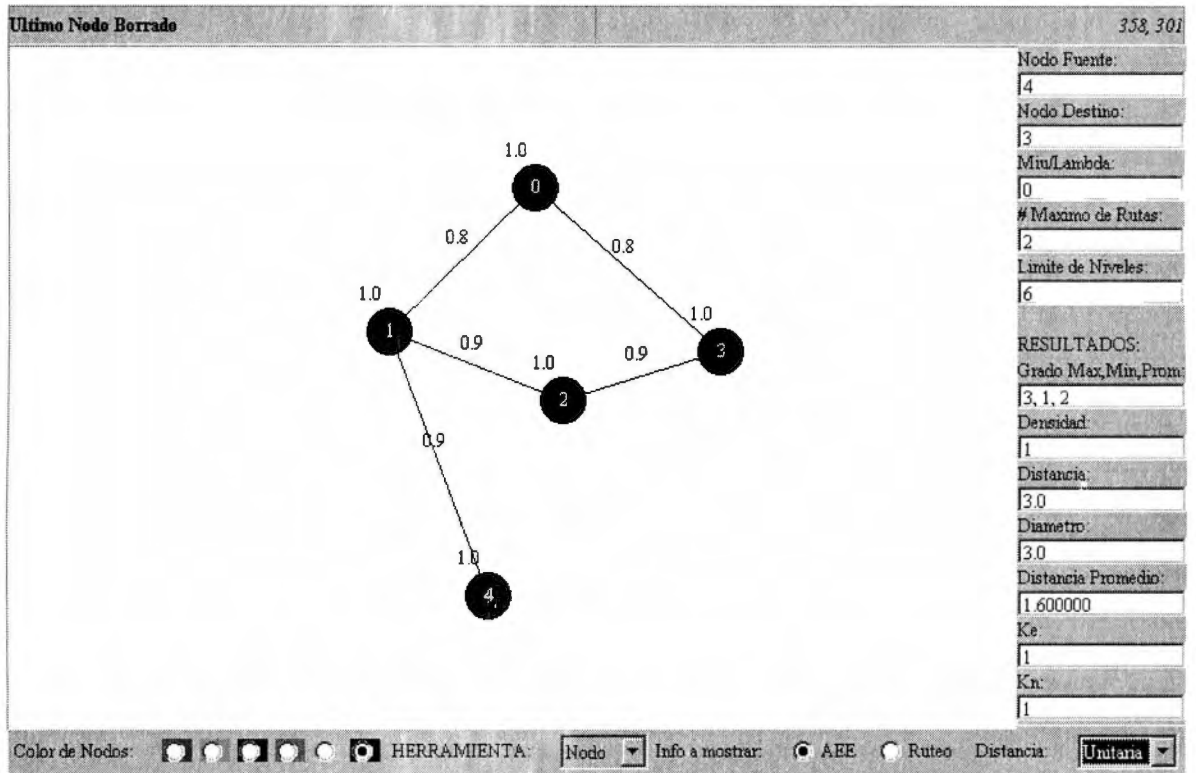 Ultimo Nodo Borrado
358, 301
1.0
0
0.8
0.8
1.0
1
1.0
3
0.9
1.0
0.9
2
0.9
1.0
4
Nodo Fuente:
4
Nodo Destino:
3
Miu/Lambda:
0
# Maximo de Rutas:
2
Limite de Niveles:
6
RESULTADOS:
Grado Max,Min,Prom:
3, 1, 2
Densidad:
1
Distancia:
3.0
Diametro:
3.0
Distancia Promedio:
1.600000
Ke:
1
Kn:
1
Color de Nodos: HERRAMIENTA: Nodo Info a mostrar: AEE Ruteo Distancia: Unitaria